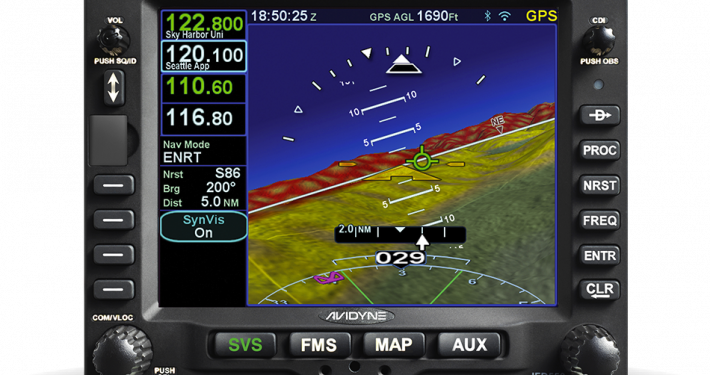 VOL
PUSH SQ/ID
122.800
Sky Harbor Uni
120.100
Seattle App
110.60
116.80
Nav Mode
ENRT
Nrst S86
Brg 200°
Dist 5.0 NM
SynVis
On
18:50:25 Z GPS AGL 1690Ft GPS
10 10
5 5
NE
5 5
10
2.0 NM
029
3 6
CDI
PUSH OBS
D
PROC
NRST
FREQ
ENTR
CLR
COM/VLOC
PUSH
AVIDYNE
SVS FMS MAP AUX